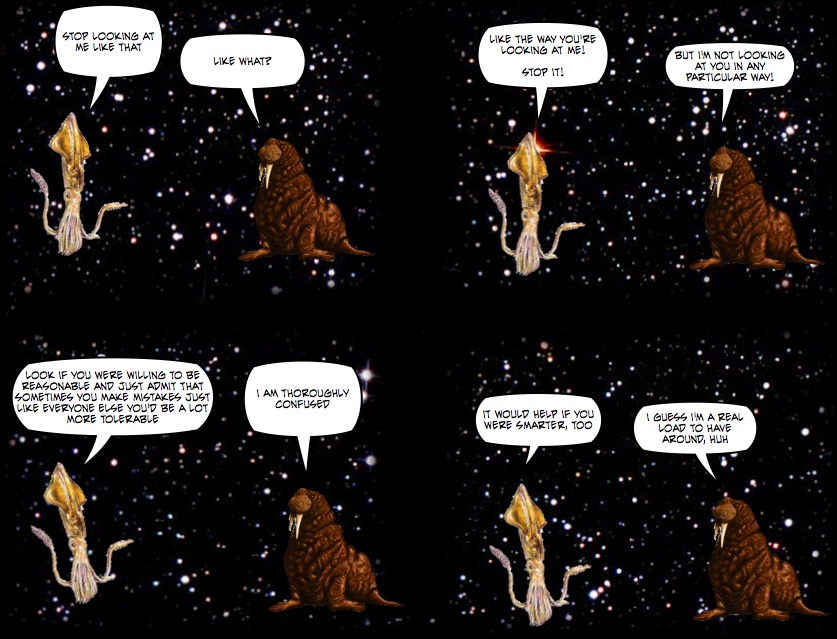 STOP LOOKING AT
ME LIKE THAT
LIKE WHAT?
LIKE THE WAY YOU'RE
LOOKING AT ME!
STOP IT!
BUT I'M NOT LOOKING
AT YOU IN ANY
PARTICULAR WAY!
LOOK IF YOU WERE WILLING TO BE
REASONABLE AND JUST ADMIT THAT
SOMETIMES YOU MAKE MISTAKES JUST
LIKE EVERYONE ELSE YOU'D BE A LOT
MORE TOLERABLE
I AM THOROUGHLY
CONFUSED
IT WOULD HELP IF YOU
WERE SMARTER, TOO
I GUESS I'M A REAL
LOAD TO HAVE
AROUND, HUH